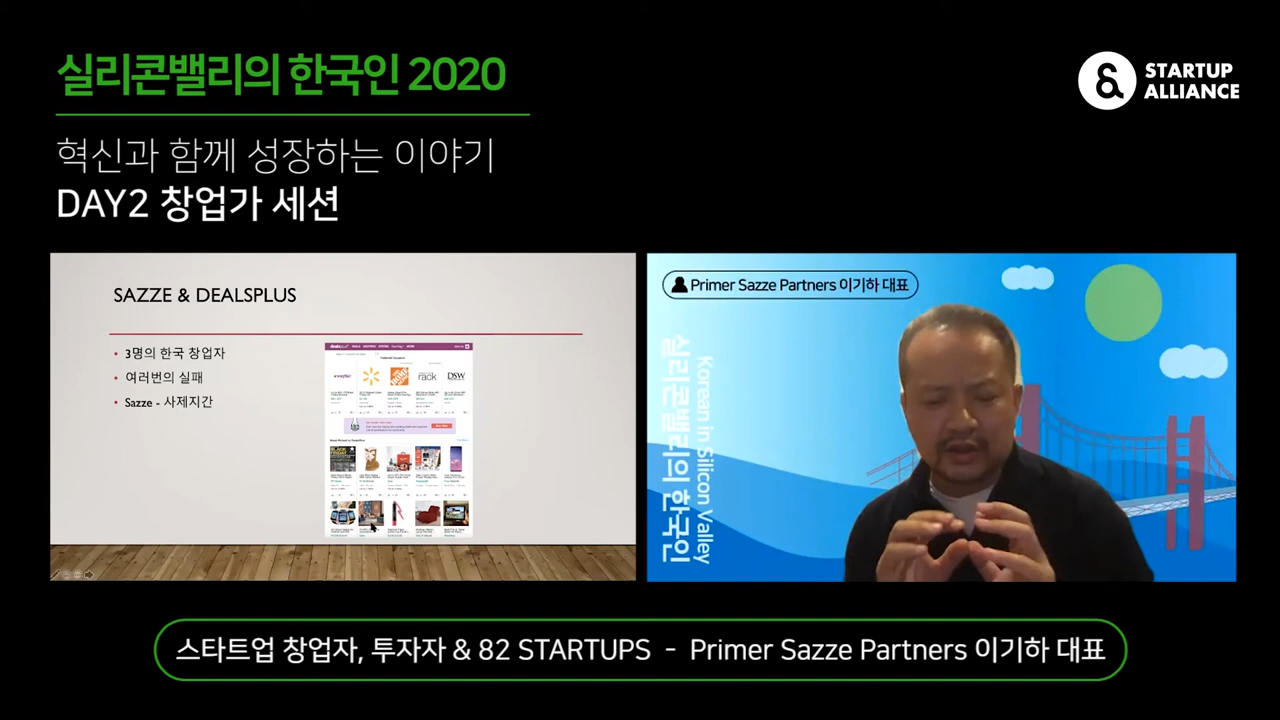 실리콘밸리의 한국인 2020
STARTUP
ALLIANCE
혁신과 함께 성장하는 이야기
DAY2 창업가 세션
SAZZE & DEALSPLUS
• 3명의 한국 창업자
• 여러번의 실패
• Sazze - 사제지간
rack
DSW
Primer Sazze Partners 이기하 대표
Korean in Silicon Valley
실리콘밸리의 한국인
스타트업 창업자, 투자자 & 82 STARTUPS - Primer Sazze Partners 이기하 대표